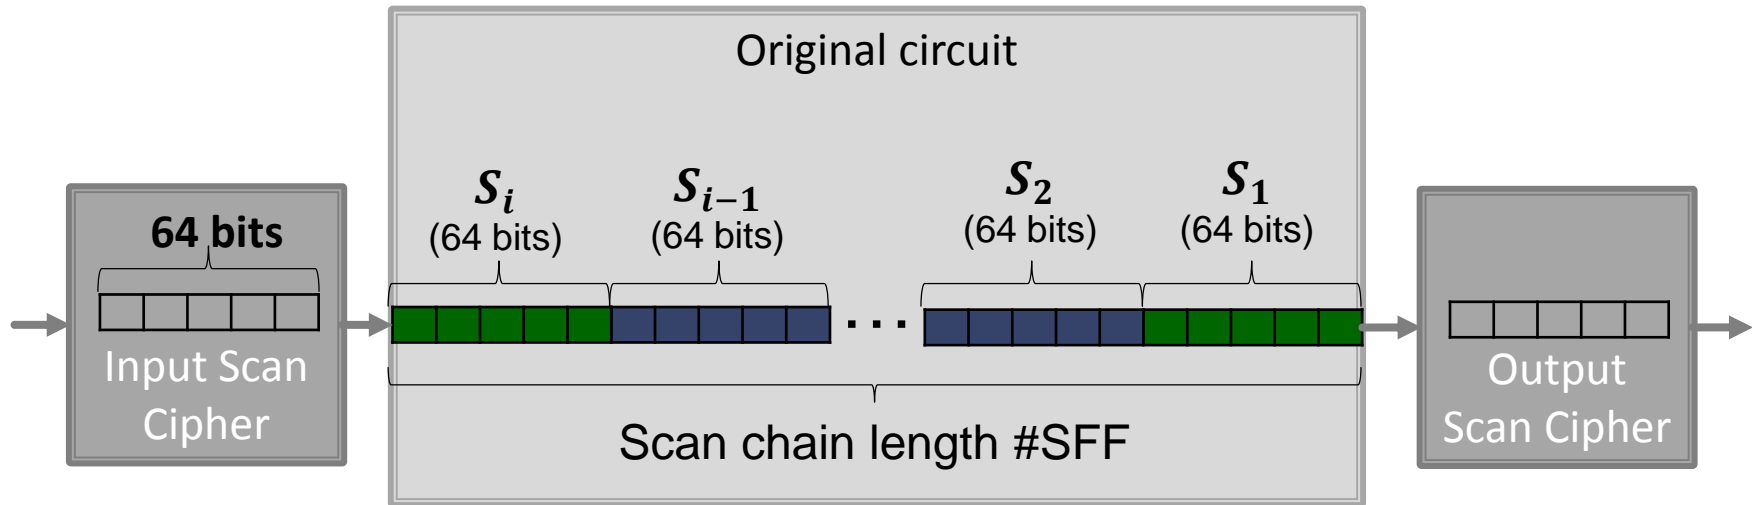 Original circuit
64 bits
Input Scan
Cipher
S_i
(64 bits)
S_{i-1}
(64 bits)
...
S_2
(64 bits)
S_1
(64 bits)
Scan chain length #SFF
Output
Scan Cipher